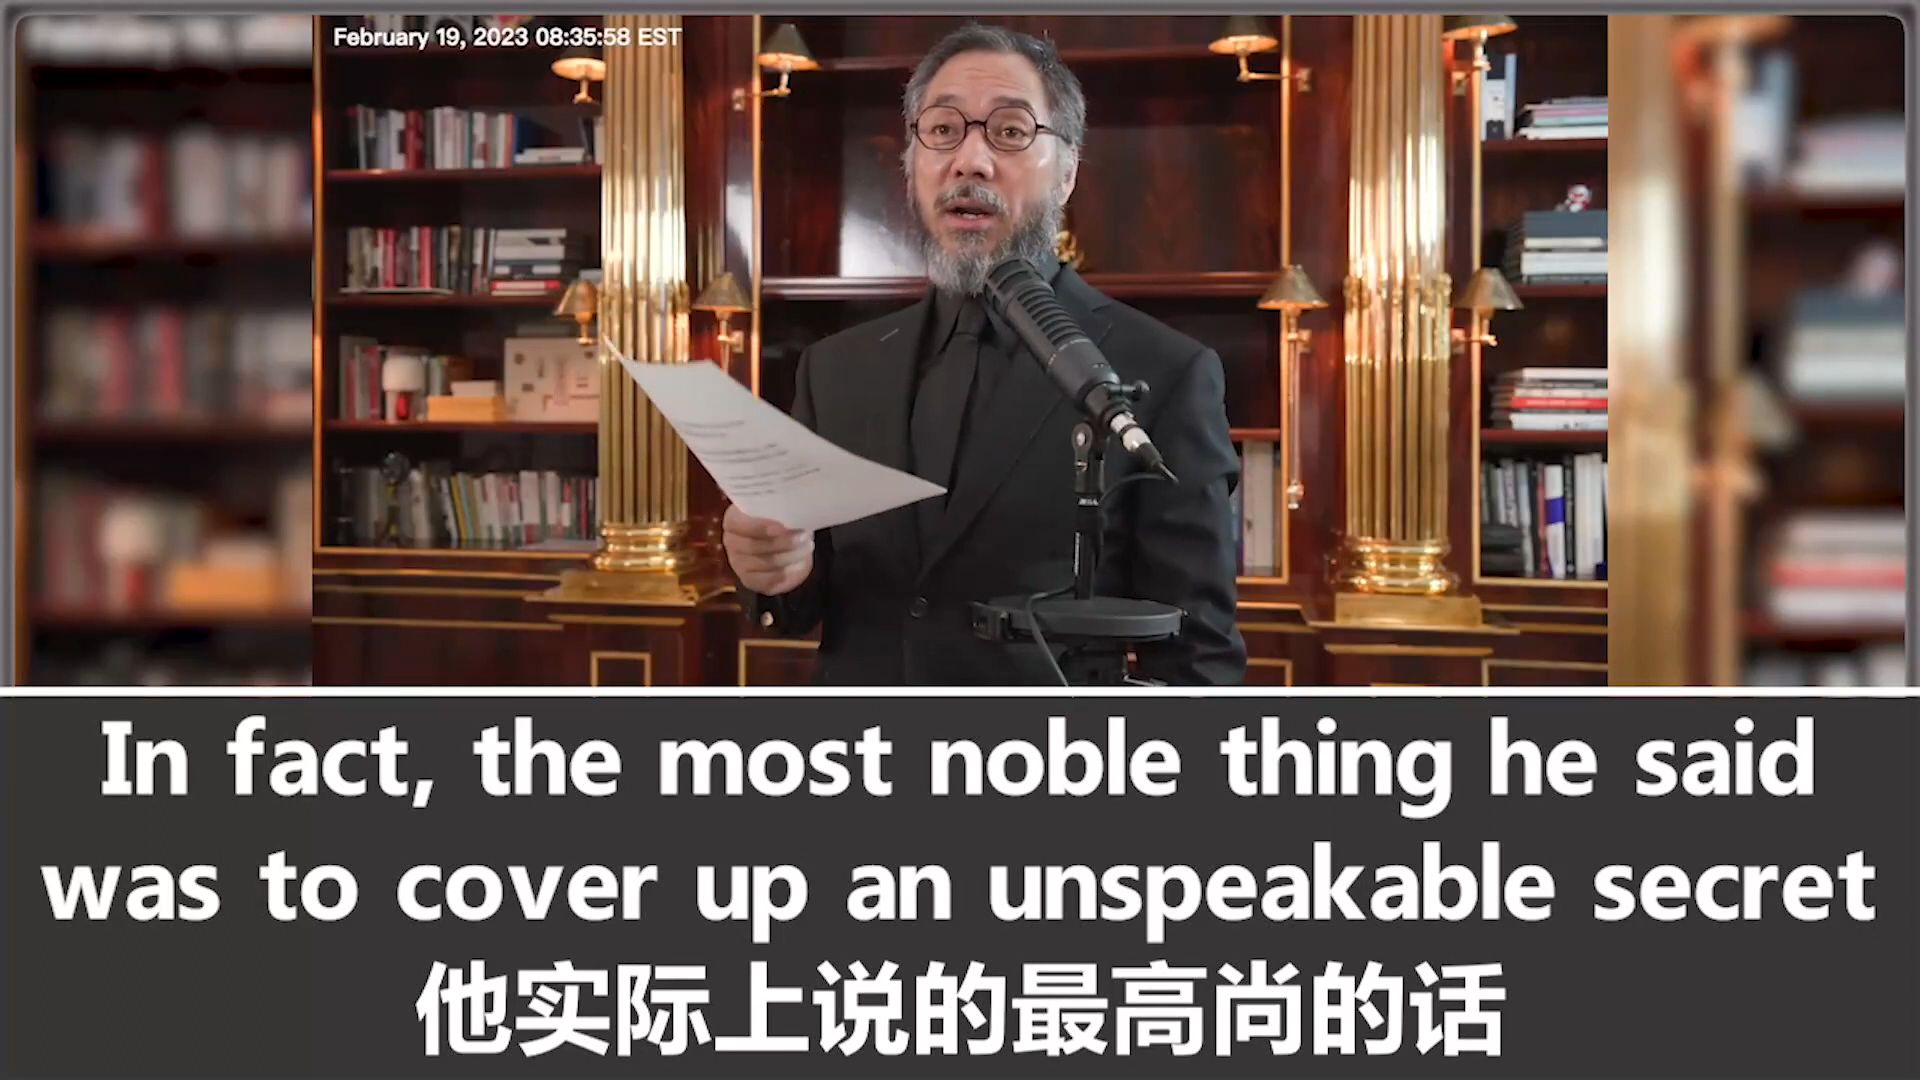 February 19, 2023 08:35:58 EST
In fact, the most noble thing he said
was to cover up an unspeakable secret
他实际上说的最高尚的话